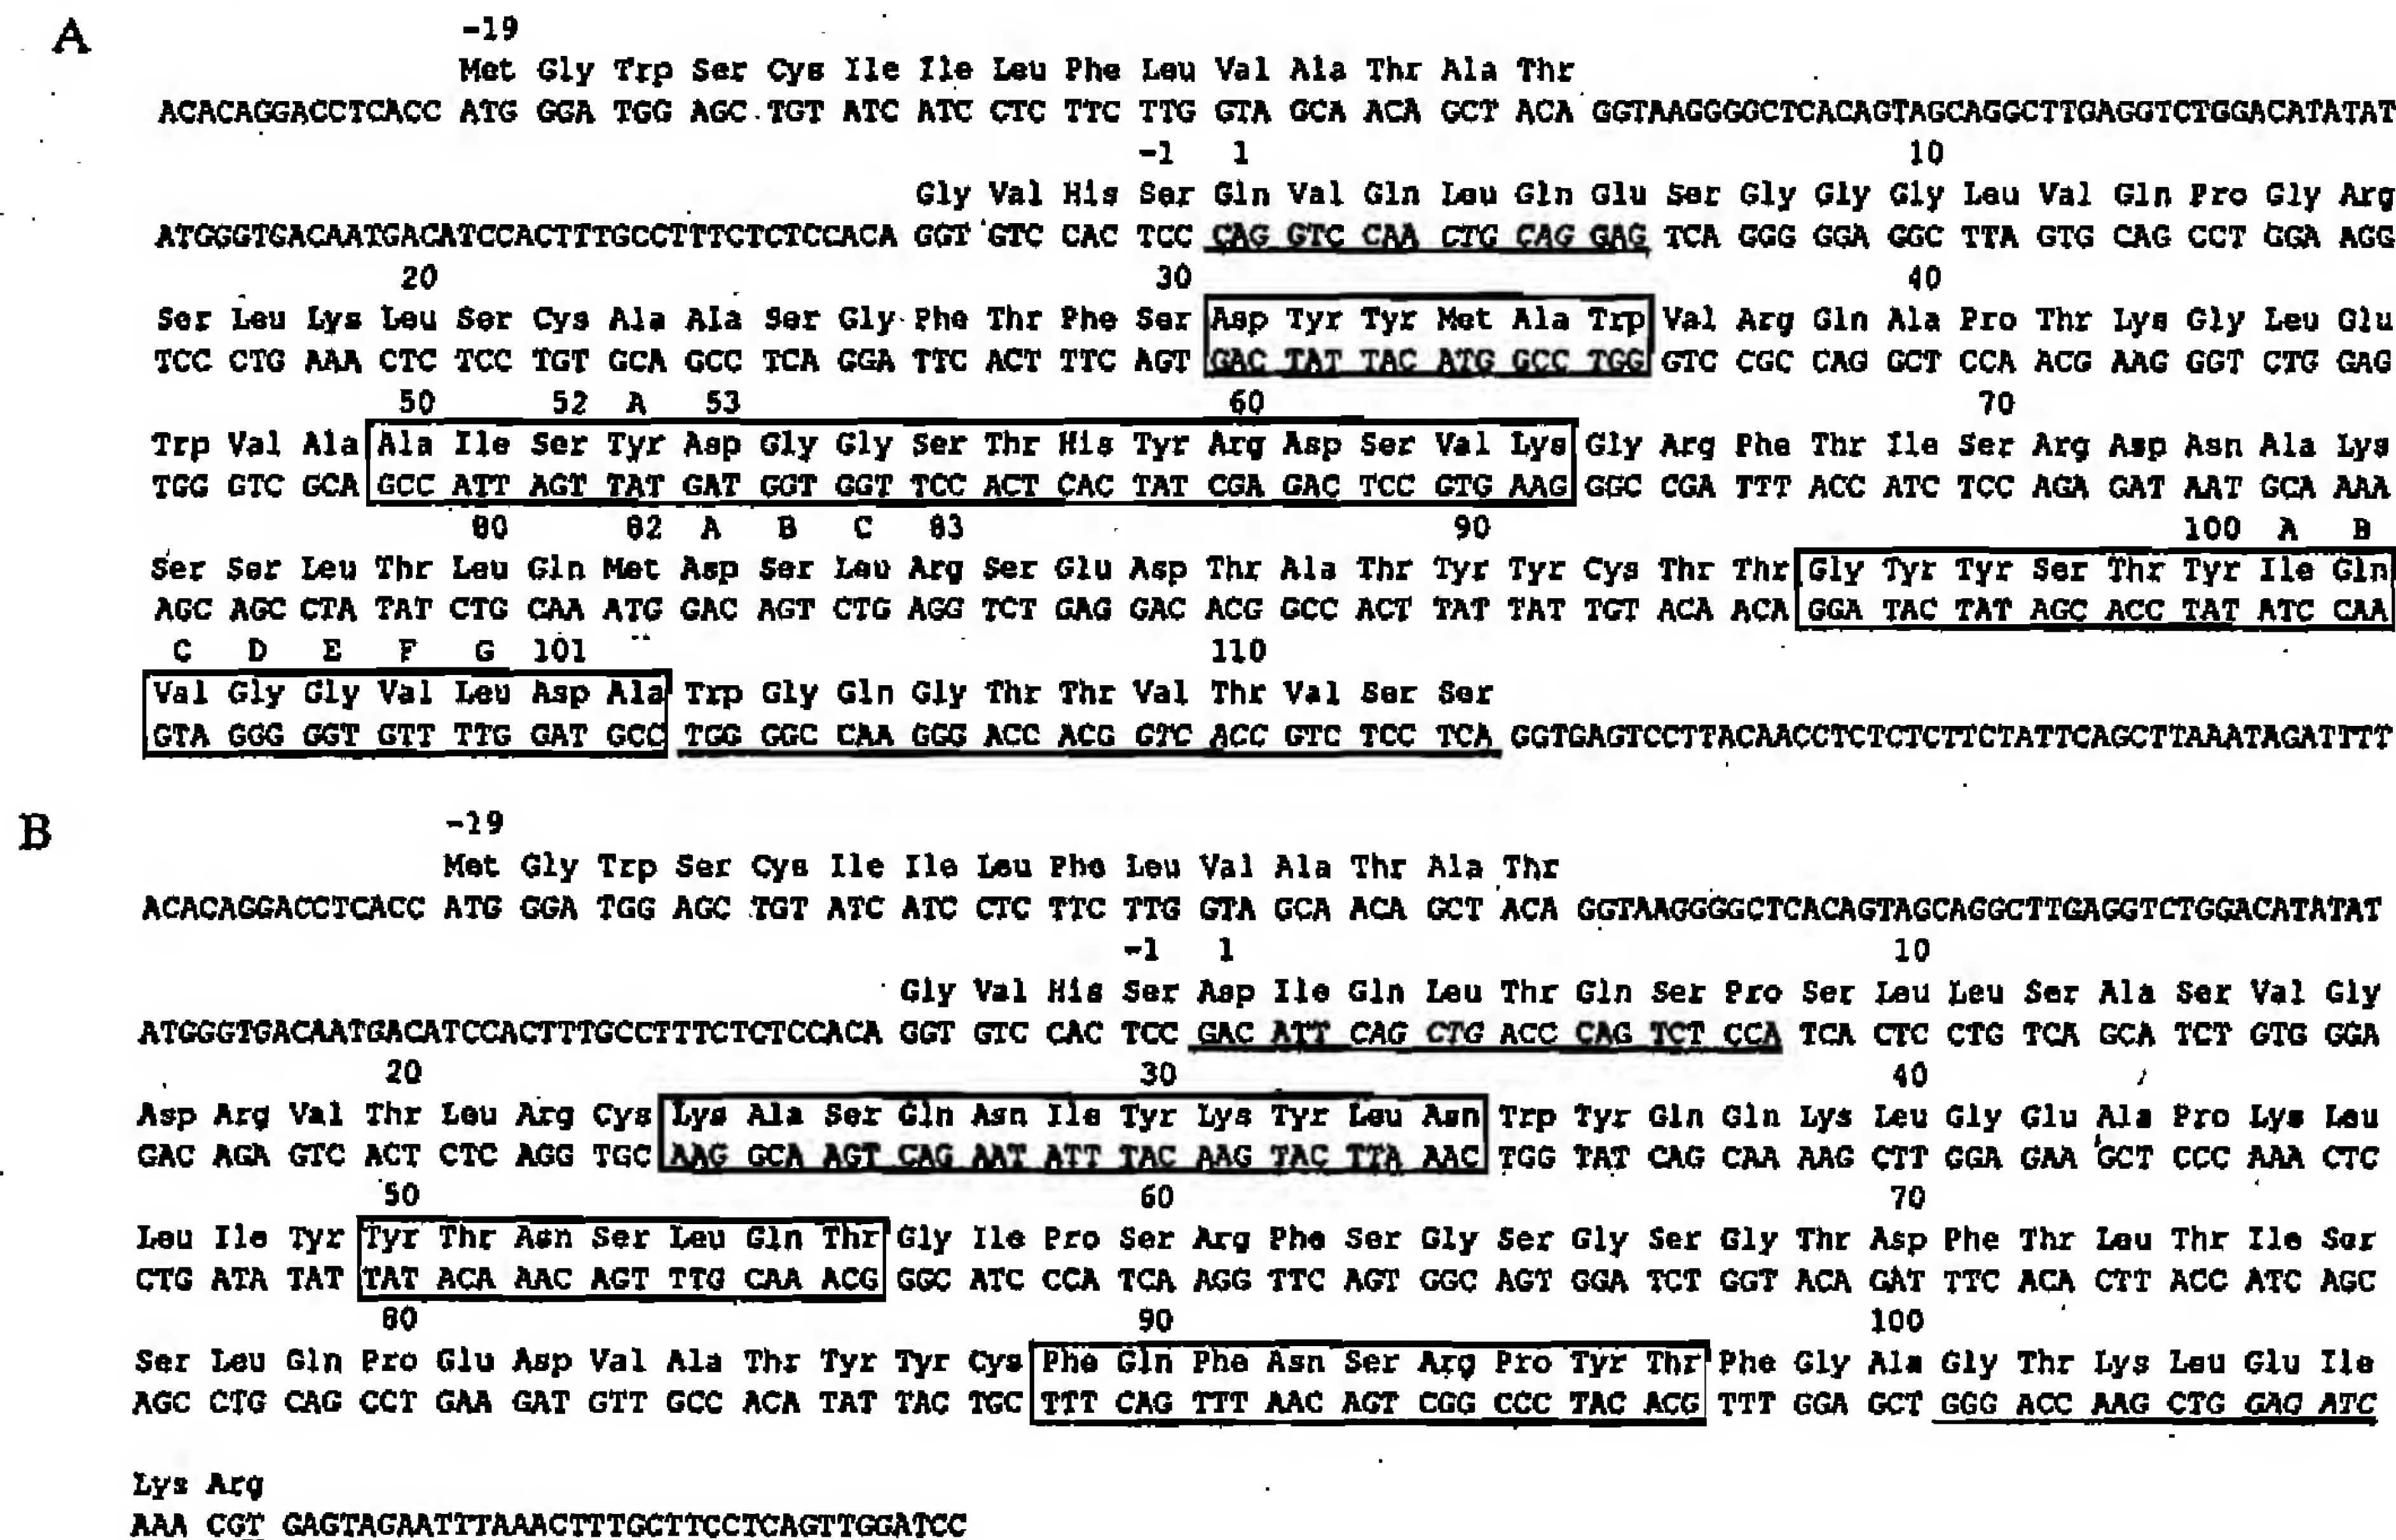 A
-19
Met Gly Trp Ser Cys Ile Ile Leu Phe Leu Val Ala Thr Ala Thr
ACACAGGACCTCACC ATG GGA TGG AGC TGT ATC ATC CTC TTC TTG GTA GCA ACA GCT ACA GGTAAGGGGCTCACAGTAGCAGGCTTGAGGTCTGGACATATAT
-1 1 10
Gly Val His Ser Gln Val Gln Leu Gln Glu Ser Gly Gly Gly Leu Val Gln Pro Gly Arg
ATGGGTGACAATGACATCCACTTTGCCTTTCTCTCCACA GGT GTC CAC TCC CAG GTC CAA CTG CAG GAG TCA GGG GGA GGC TTA GTG CAG CCT GGA AGG
20 30 40
Ser Leu Lys Leu Ser Cys Ala Ala Ser Gly Phe Thr Phe Ser Asp Tyr Tyr Met Ala Trp Val Arg Gln Ala Pro Thr Lys Gly Leu Glu
TCC CTG AAA CTC TCC TGT GCA GCC TCA GGA TTC ACT TTC AGT GAC TAT TAC ATG GCC TGG GTC CGC CAG GCT CCA ACG AAG GGT CTG GAG
50 52 A 53 60 70
Trp Val Ala Ala Ile Ser Tyr Asp Gly Gly Ser Thr His Tyr Arg Asp Ser Val Lys Gly Arg Phe Thr Ile Ser Arg Asp Asn Ala Lys
TGG GTC GCA GCC ATT AGT TAT GAT GGT GGT TCC ACT CAC TAT CGA GAC TCC GTG AAG GGC CGA TTT ACC ATC TCC AGA GAT AAT GCA AAA
80 82 A B C 83 90 100 A B
Ser Ser Leu Thr Leu Gln Met Asp Ser Leu Arg Ser Glu Asp Thr Ala Thr Tyr Tyr Cys Thr Thr Gly Tyr Tyr Ser Thr Tyr Ile Gln
AGC AGC CTA TAT CTG CAA ATG GAC AGT CTG AGG TCT GAG GAC ACG GCC ACT TAT TAT TGT ACA ACA GGA TAC TAT AGC ACC TAT ATC CAA
C D E F G 101 110
Val Gly Gly Val Leu Asp Ala Trp Gly Gln Gly Thr Thr Val Thr Val Ser Ser
GTA GGG GGT GTT TTG GAT GCC TGG GGC CAA GGG ACC ACG GTC ACC GTC TCC TCA GGTGAGTCCTTACAACCTCTCTCTTCTATTCAGCTTAAATAGATTTT
B
-19
Met Gly Trp Ser Cys Ile Ile Leu Phe Leu Val Ala Thr Ala Thr
ACACAGGACCTCACC ATG GGA TGG AGC TGT ATC ATC CTC TTC TTG GTA GCA ACA GCT ACA GGTAAGGGGCTCACAGTAGCAGGCTTGAGGTCTGGACATATAT
-1 1 10
Gly Val His Ser Asp Ile Gln Leu Thr Gln Ser Pro Ser Leu Leu Ser Ala Ser Val Gly
ATGGGTGACAATGACATCCACTTTGCCTTTCTCTCCACA GGT GTC CAC TCC GAC ATT CAG CTG ACC CAG TCT CCA TCA CTC CTG TCA GCA TCT GTG GGA
20 30 40
Asp Arg Val Thr Leu Arg Cys Lys Ala Ser Gln Asn Ile Tyr Lys Tyr Leu Asn Trp Tyr Gln Gln Lys Leu Gly Glu Ala Pro Lys Leu
GAC AGA GTC ACT CTC AGG TGC AAG GCA AGT CAG AAT ATT TAC AAG TAC TTA AAC TGG TAT CAG CAA AAG CTT GGA GAA GCT CCC AAA CTC
50 60 70
Leu Ile Tyr Tyr Thr Asn Ser Leu Gln Thr Gly Ile Pro Ser Arg Phe Ser Gly Ser Gly Ser Gly Thr Asp Phe Thr Leu Thr Ile Ser
CTG ATA TAT TAT ACA AAC AGT TTG CAA ACG GGC ATC CCA TCA AGG TTC AGT GGC AGT GGA TCT GGT ACA GAT TTC ACA CTT ACC ATC AGC
80 90 100
Ser Leu Gln Pro Glu Asp Val Ala Thr Tyr Tyr Cys Phe Gln Phe Asn Ser Arg Pro Tyr Thr Phe Gly Ala Gly Thr Lys Leu Glu Ile
AGC CTG CAG CCT GAA GAT GTT GCC ACA TAT TAC TGC TTT CAG TTT AAC AGT CGG CCC TAC ACG TTT GGA GCT GGG ACC AAG CTG GAG ATC
Lys Arg
AAA CGT GAGTAGAATTTAAACTTTGCTTCCTCAGTTGGATCC